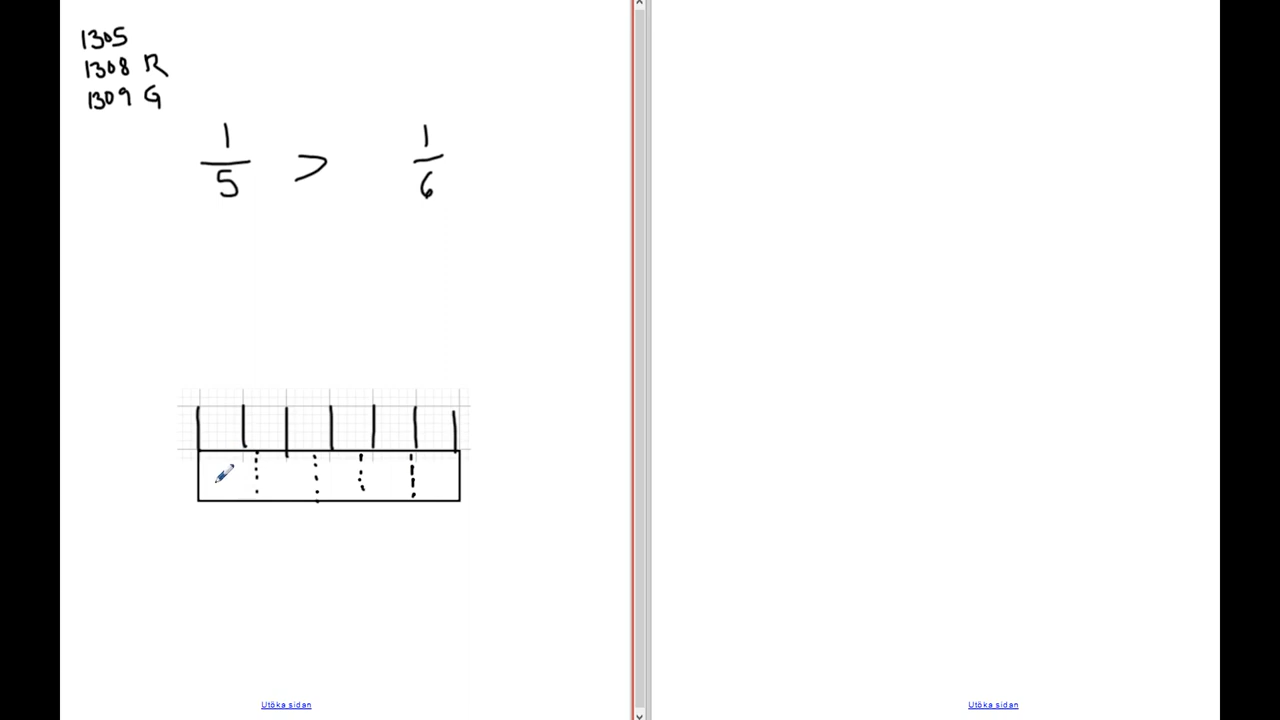 1305
1308 R
1309 G
1/5 > 1/6
Utöka sidan
Utöka sidan